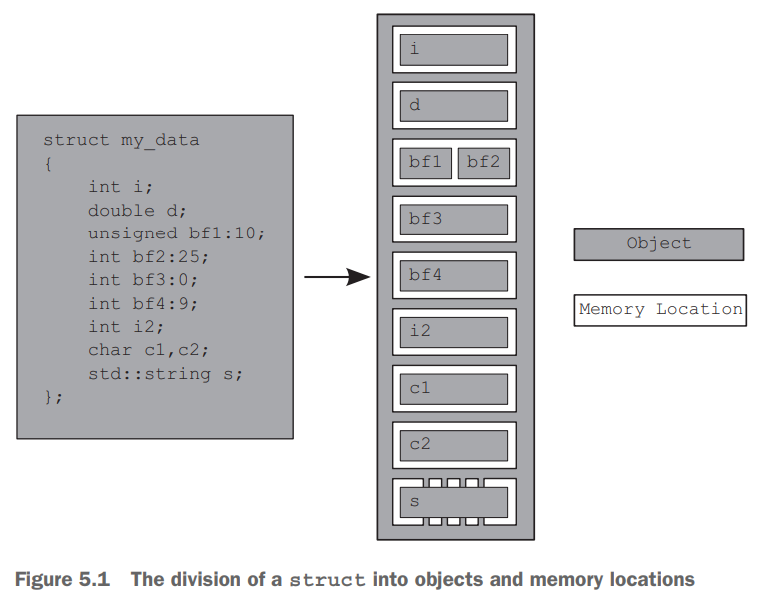 struct my_data
{
int i;
double d;
unsigned bf1:10;
int bf2:25;
int bf3:0;
int bf4:9;
int i2;
char c1,c2;
std::string s;
};
i
d
bf1 bf2
bf3
bf4
i2
c1
c2
s
Object
Memory Location
Figure 5.1 The division of a struct into objects and memory locations